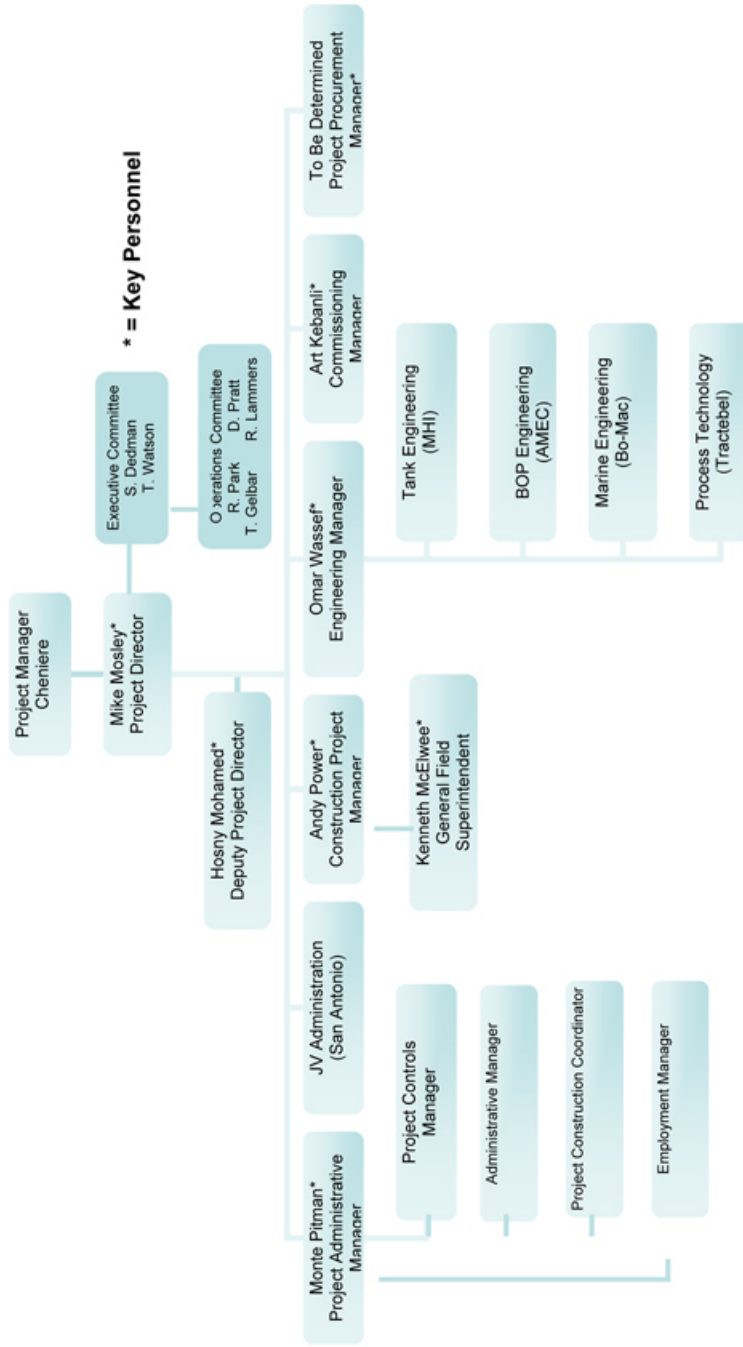 Project Manager
Cheniere
Mike Mosley*
Project Director
Executive Committee
S. Dedman
T. Watson
* = Key Personnel
Operations Committee
R. Park D. Pratt
T. Gelbar R. Lammers
Hosny Mohamed*
Deputy Project Director
Monte Pitman*
Project Administrative
Manager
JV Administration
(San Antonio)
Andy Power*
Construction Project
Manager
Omar Wassef*
Engineering Manager
Art Kebanli*
Commissioning
Manager
To Be Determined
Project Procurement
Manager*
Project Controls
Manager
Administrative Manager
Project Construction Coordinator
Employment Manager
Kenneth McElwee*
General Field
Superintendent
Tank Engineering
(MHI)
BOP Engineering
(AMEC)
Marine Engineering
(Bo-Mac)
Process Technology
(Tractebel)